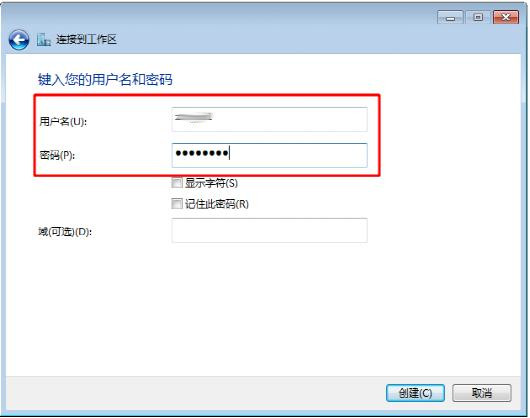 连接到工作区
键入您的用户名和密码
用户名(U):
密码(P): ●●●●●●●●
显示字符(S)
记住此密码(R)
域(可选)(D):
创建(C) 取消